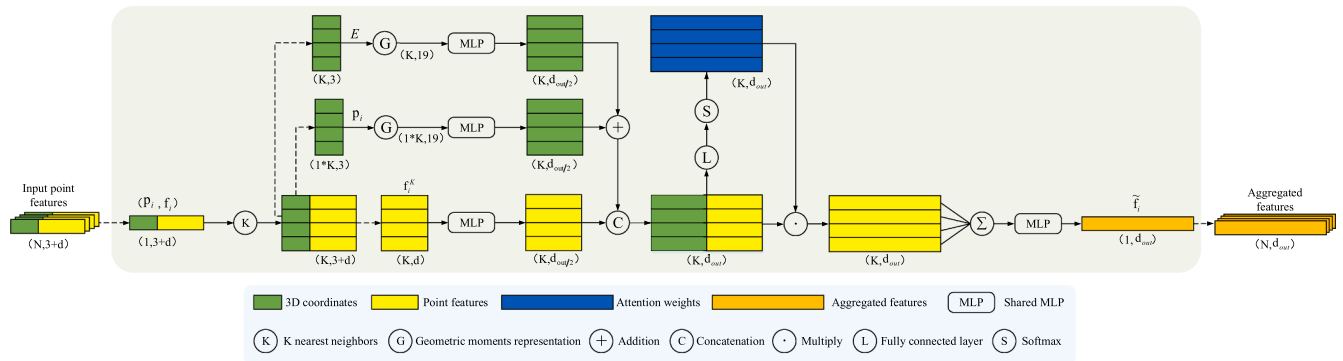 E
G
(K,19)
MLP
(K,3)
(K,d_out/2)
(K,d_out)
p_i
G
(1*K,19)
MLP
(1*K,3)
(K,d_out/2)
+
S
L
Input point
features
(N,3+d)
(p_i , f_i)
(1,3+d)
K
(K,3+d)
f_i^K
(K,d)
MLP
(K,d_out/2)
C
(K,d_out)
·
(K,d_out)
Σ
MLP
f̃_i
(1, d_out)
Aggregated
features
(N,d_out)
3D coordinates Point features Attention weights Aggregated features MLP Shared MLP
K K nearest neighbors G Geometric moments representation + Addition C Concatenation · Multiply L Fully connected layer S Softmax